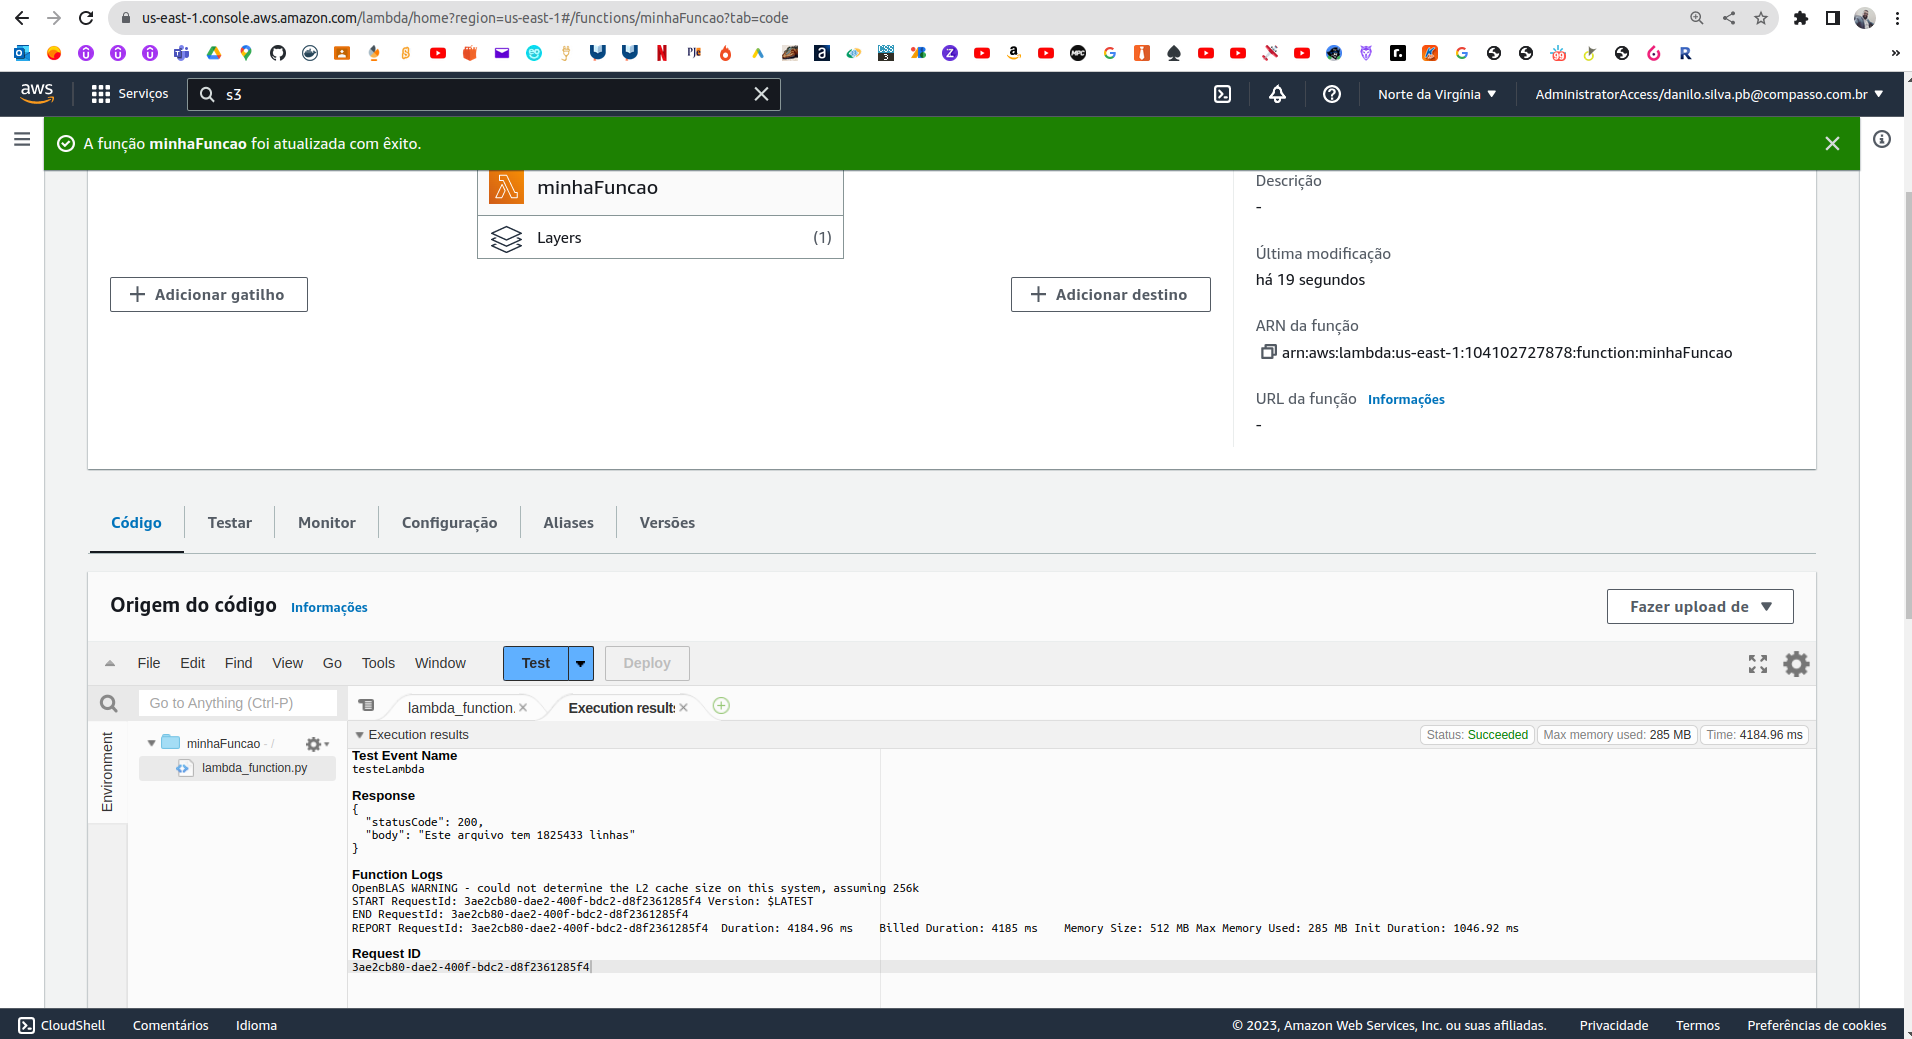 us-east-1.console.aws.amazon.com/lambda/home?region=us-east-1#/functions/minhaFuncao?tab=code
aws
Serviços
s3
Norte da Virgínia
AdministratorAccess/danilo.silva.pb@compasso.com.br
A função minhaFuncao foi atualizada com êxito.
minhaFuncao
Layers
(1)
Adicionar gatilho
Adicionar destino
Descrição
-
Última modificação
há 19 segundos
ARN da função
arn:aws:lambda:us-east-1:104102727878:function:minhaFuncao
URL da função Informações
-
Código
Testar
Monitor
Configuração
Aliases
Versões
Origem do código Informações
Fazer upload de
File Edit Find View Go Tools Window
Test
Deploy
Go to Anything (Ctrl-P)
lambda_function.
Execution results
Environment
minhaFuncao - /
lambda_function.py
Execution results
Status: Succeeded
Max memory used: 285 MB
Time: 4184.96 ms
Test Event Name
testeLambda
Response
{
"statusCode": 200,
"body": "Este arquivo tem 1825433 linhas"
}
Function Logs
OpenBLAS WARNING - could not determine the L2 cache size on this system, assuming 256k
START RequestId: 3ae2cb80-dae2-400f-bdc2-d8f2361285f4 Version: $LATEST
END RequestId: 3ae2cb80-dae2-400f-bdc2-d8f2361285f4
REPORT RequestId: 3ae2cb80-dae2-400f-bdc2-d8f2361285f4 Duration: 4184.96 ms Billed Duration: 4185 ms Memory Size: 512 MB Max Memory Used: 285 MB Init Duration: 1046.92 ms
Request ID
3ae2cb80-dae2-400f-bdc2-d8f2361285f4
CloudShell
Comentários
Idioma
© 2023, Amazon Web Services, Inc. ou suas afiliadas.
Privacidade
Termos
Preferências de cookies